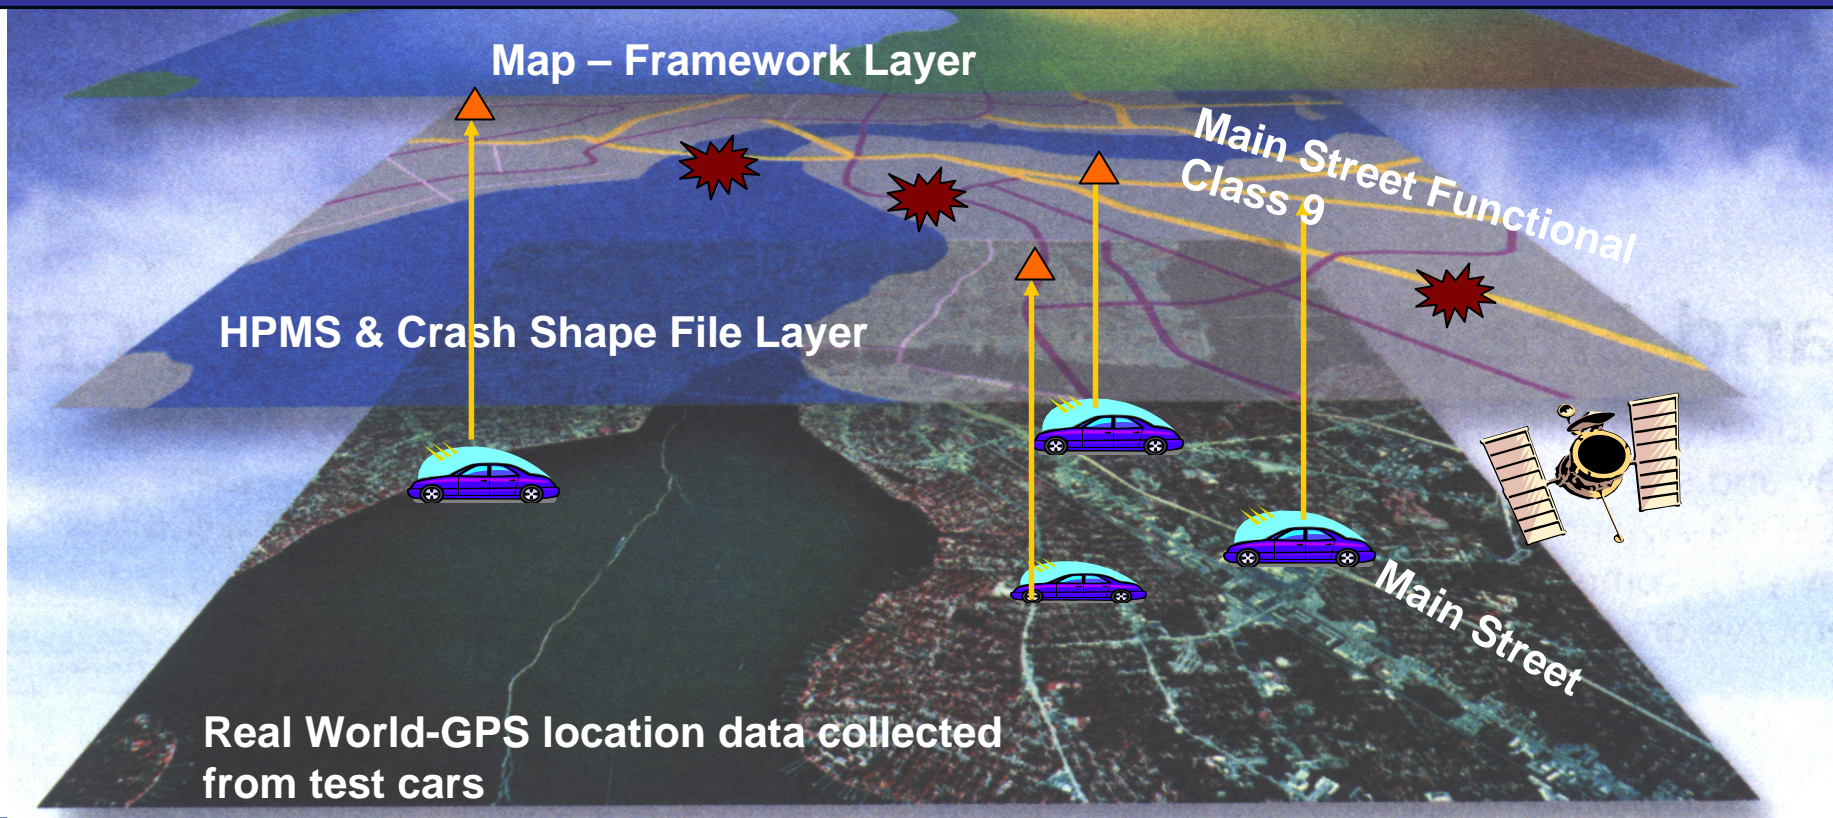 Map – Framework Layer
Main Street Functional
Class 9
HPMS & Crash Shape File Layer
Main Street
Real World-GPS location data collected
from test cars